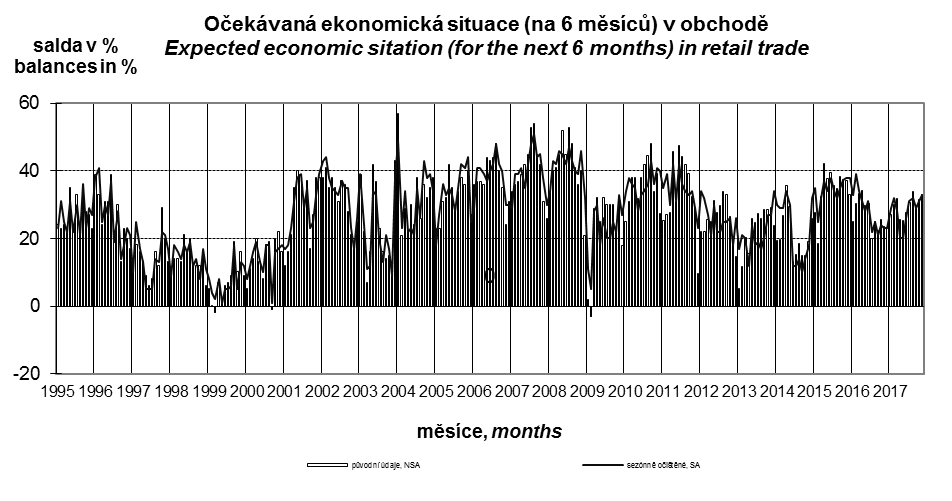 Očekávaná ekonomická situace (na 6 měsíců) v obchodě
Expected economic sitation (for the next 6 months) in retail trade
salda v %
balances in %
60
40
20
0
-20
1995 1996 1997 1998 1999 2000 2001 2002 2003 2004 2005 2006 2007 2008 2009 2010 2011 2012 2013 2014 2015 2016 2017
měsíce, months
původní údaje, NSA
sezónně očištěné, SA